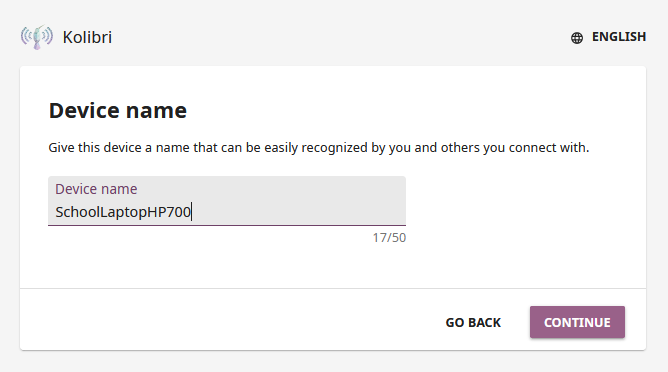 Kolibri
ENGLISH
Device name
Give this device a name that can be easily recognized by you and others you connect with.
Device name
SchoolLaptopHP700
17/50
GO BACK
CONTINUE